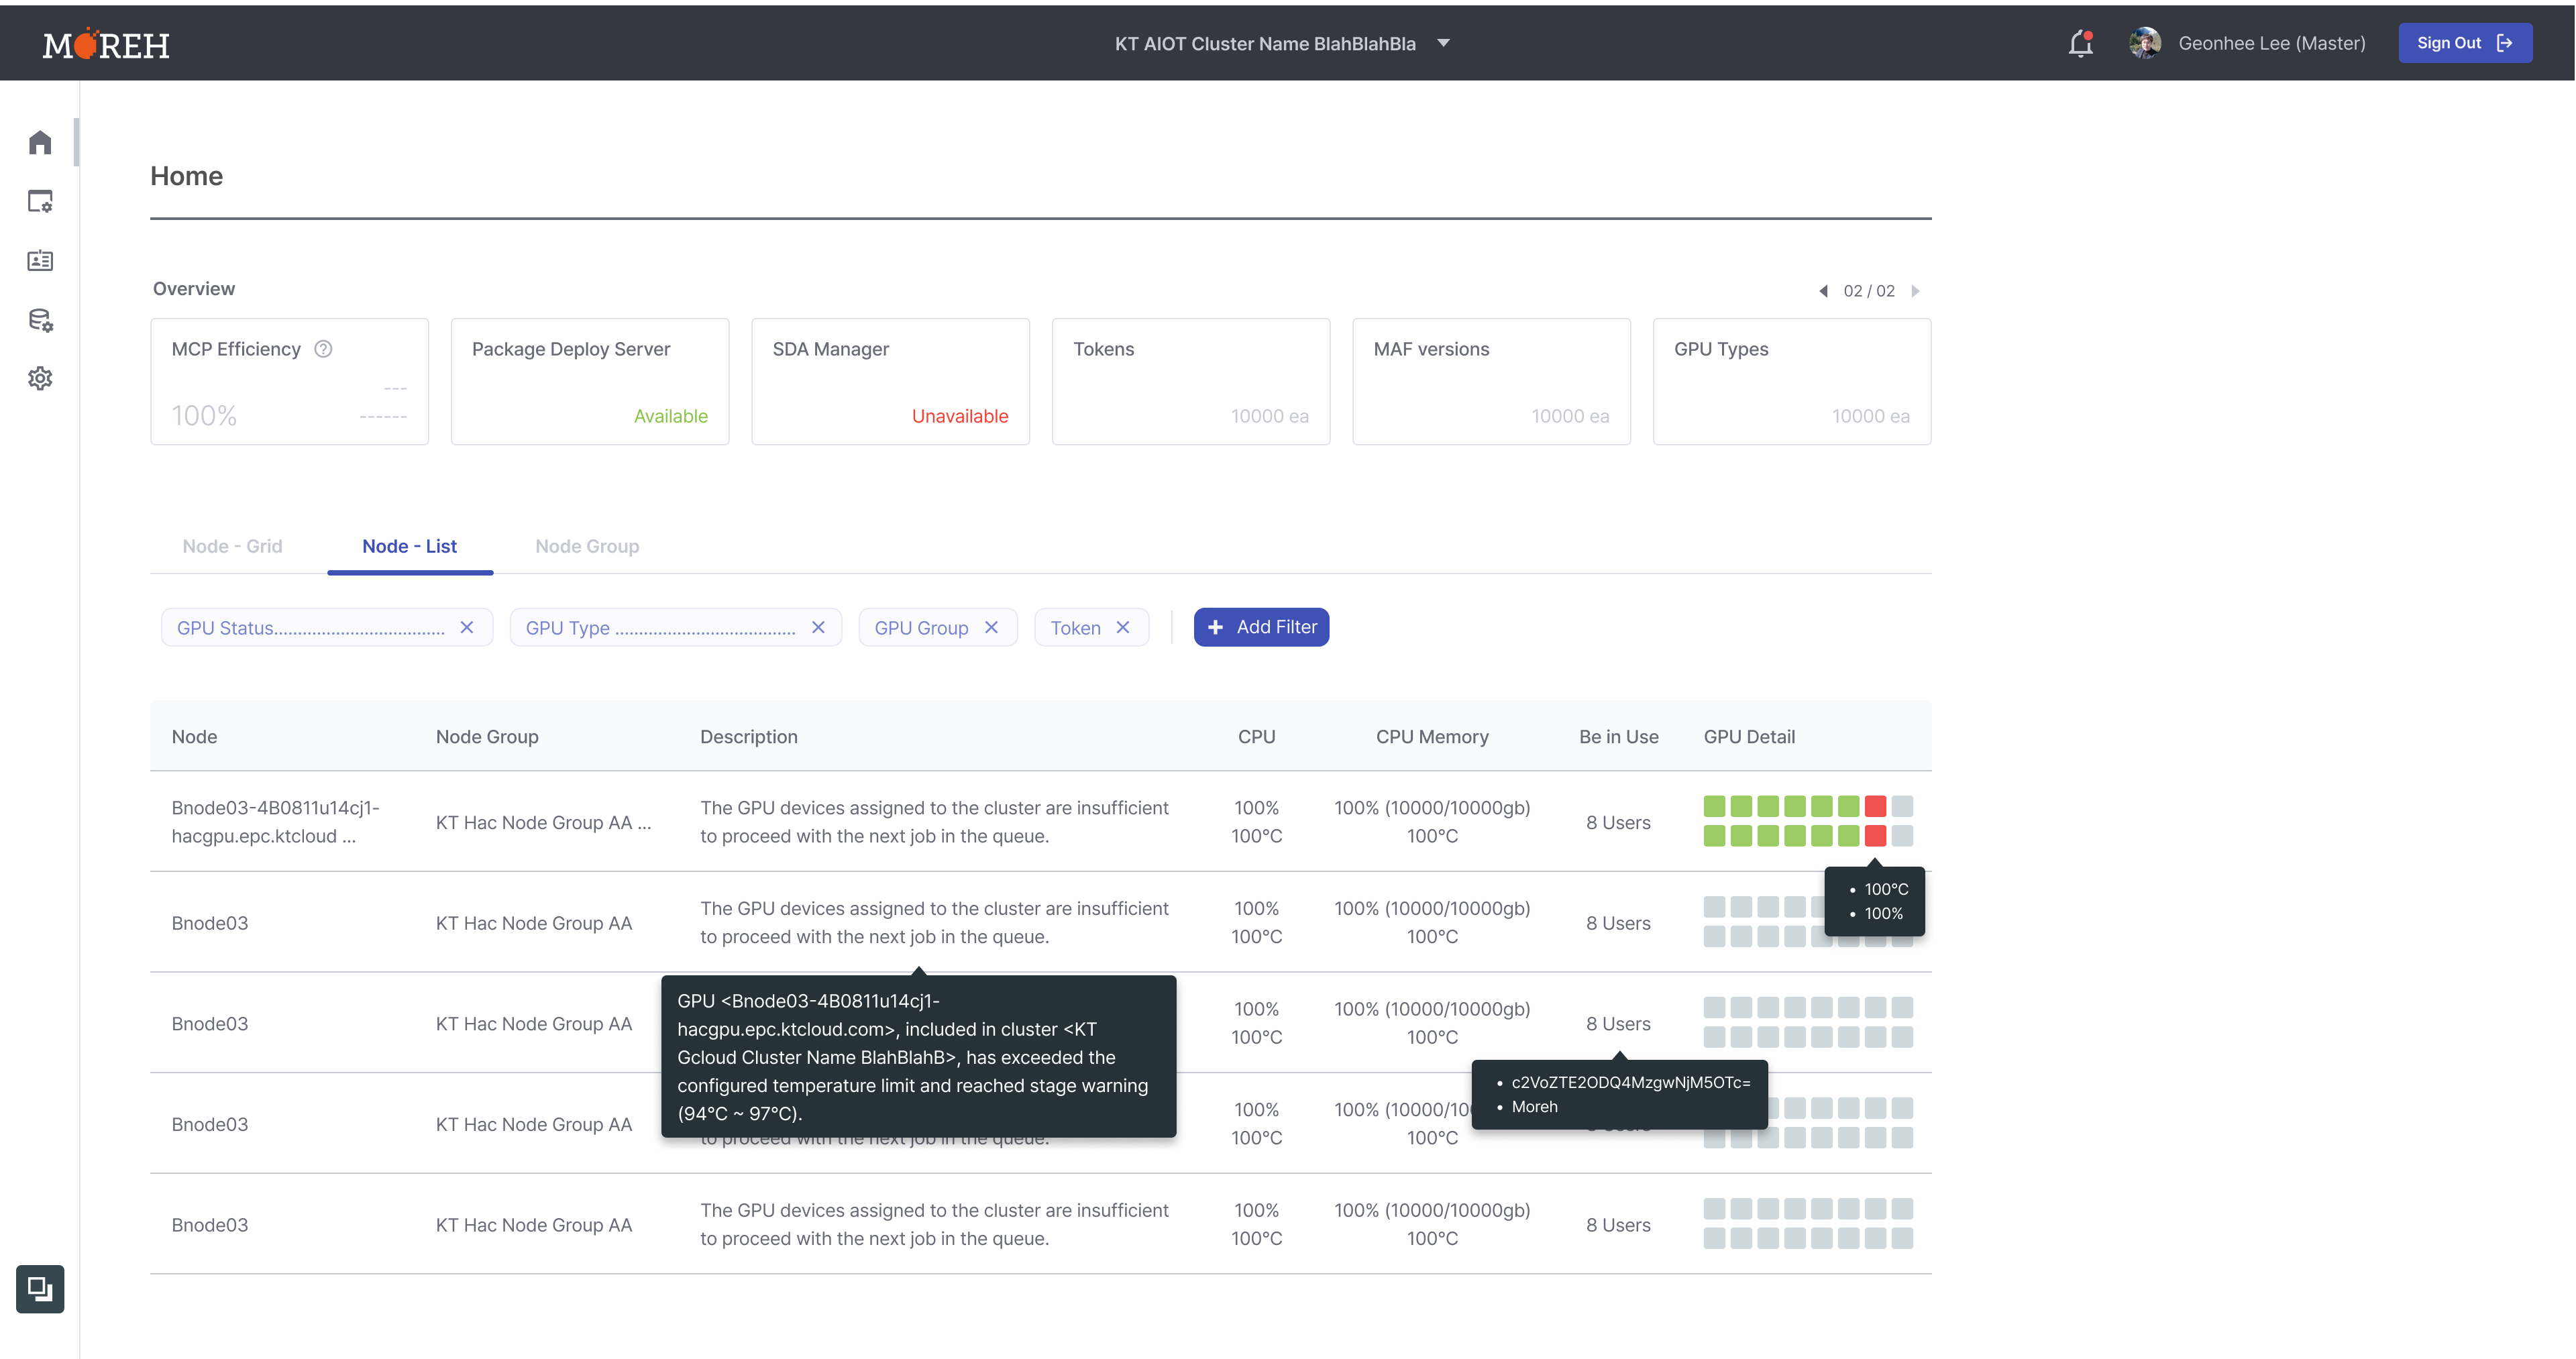 MOREH
KT AIOT Cluster Name BlahBlahBla
Geonhee Lee (Master)
Sign Out
Home
Overview
02 / 02
MCP Efficiency
100%
---
------
Package Deploy Server
Available
SDA Manager
Unavailable
Tokens
10000 ea
MAF versions
10000 ea
GPU Types
10000 ea
Node - Grid
Node - List
Node Group
GPU Status....................................
GPU Type ......................................
GPU Group
Token
Add Filter
Node
Node Group
Description
CPU
CPU Memory
Be in Use
GPU Detail
Bnode03-4B0811u14cj1-
hacgpu.epc.ktcloud ...
KT Hac Node Group AA ...
The GPU devices assigned to the cluster are insufficient
to proceed with the next job in the queue.
100%
100°C
100% (10000/10000gb)
100°C
8 Users
• 100°C
• 100%
Bnode03
KT Hac Node Group AA
The GPU devices assigned to the cluster are insufficient
to proceed with the next job in the queue.
100%
100°C
100% (10000/10000gb)
100°C
8 Users
GPU <Bnode03-4B0811u14cj1-
hacgpu.epc.ktcloud.com>, included in cluster <KT
Gcloud Cluster Name BlahBlahB>, has exceeded the
configured temperature limit and reached stage warning
(94°C ~ 97°C).
Bnode03
KT Hac Node Group AA
100%
100°C
100% (10000/10000gb)
100°C
8 Users
• c2VoZTE2ODQ4MzgwNjM5OTc=
• Moreh
Bnode03
KT Hac Node Group AA
to proceed with the next job in the queue.
100%
100°C
100% (10000/10
100°C
Bnode03
KT Hac Node Group AA
The GPU devices assigned to the cluster are insufficient
to proceed with the next job in the queue.
100%
100°C
100% (10000/10000gb)
100°C
8 Users